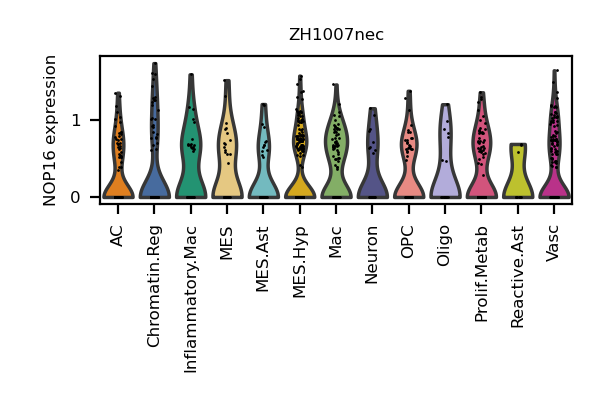 ZH1007nec
NOP16 expression
1
0
AC
Chromatin.Reg
Inflammatory.Mac
MES
MES.Ast
MES.Hyp
Mac
Neuron
OPC
Oligo
Prolif.Metab
Reactive.Ast
Vasc